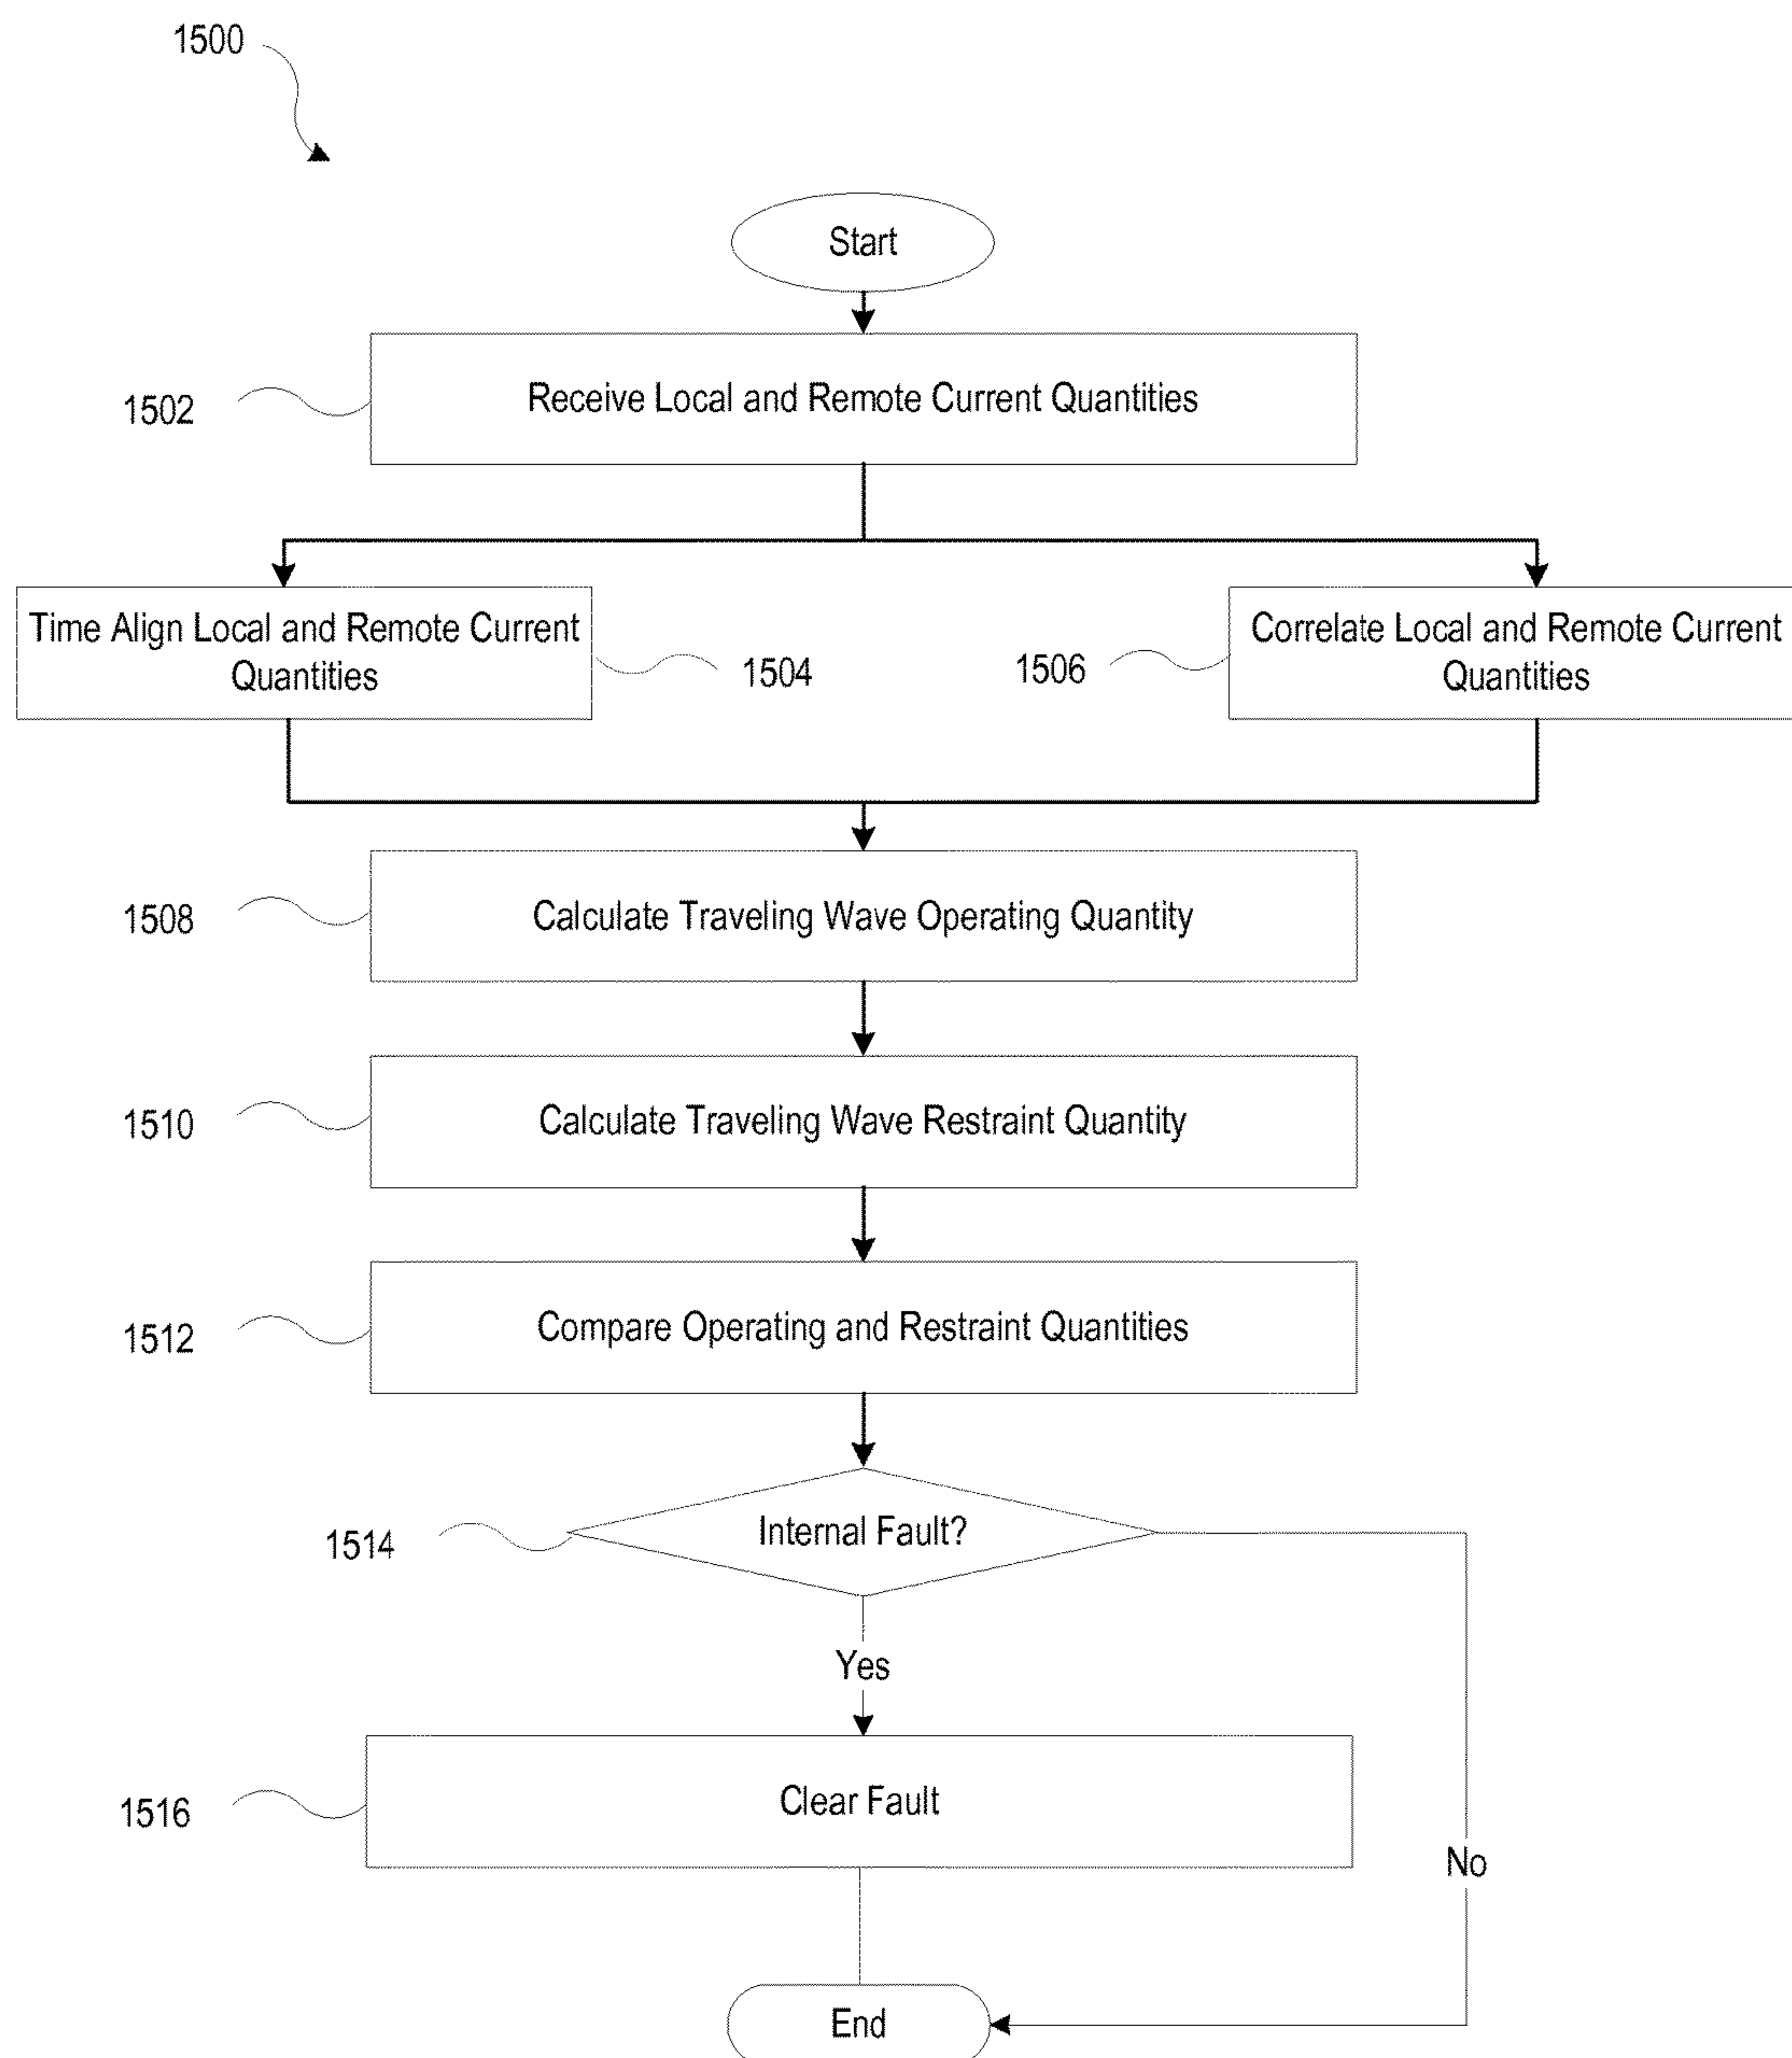 1500
Start
1502
Receive Local and Remote Current Quantities
Time Align Local and Remote Current
Quantities
1504
1506
Correlate Local and Remote Current
Quantities
1508
Calculate Traveling Wave Operating Quantity
1510
Calculate Traveling Wave Restraint Quantity
1512
Compare Operating and Restraint Quantities
1514
Internal Fault?
Yes
1516
Clear Fault
No
End